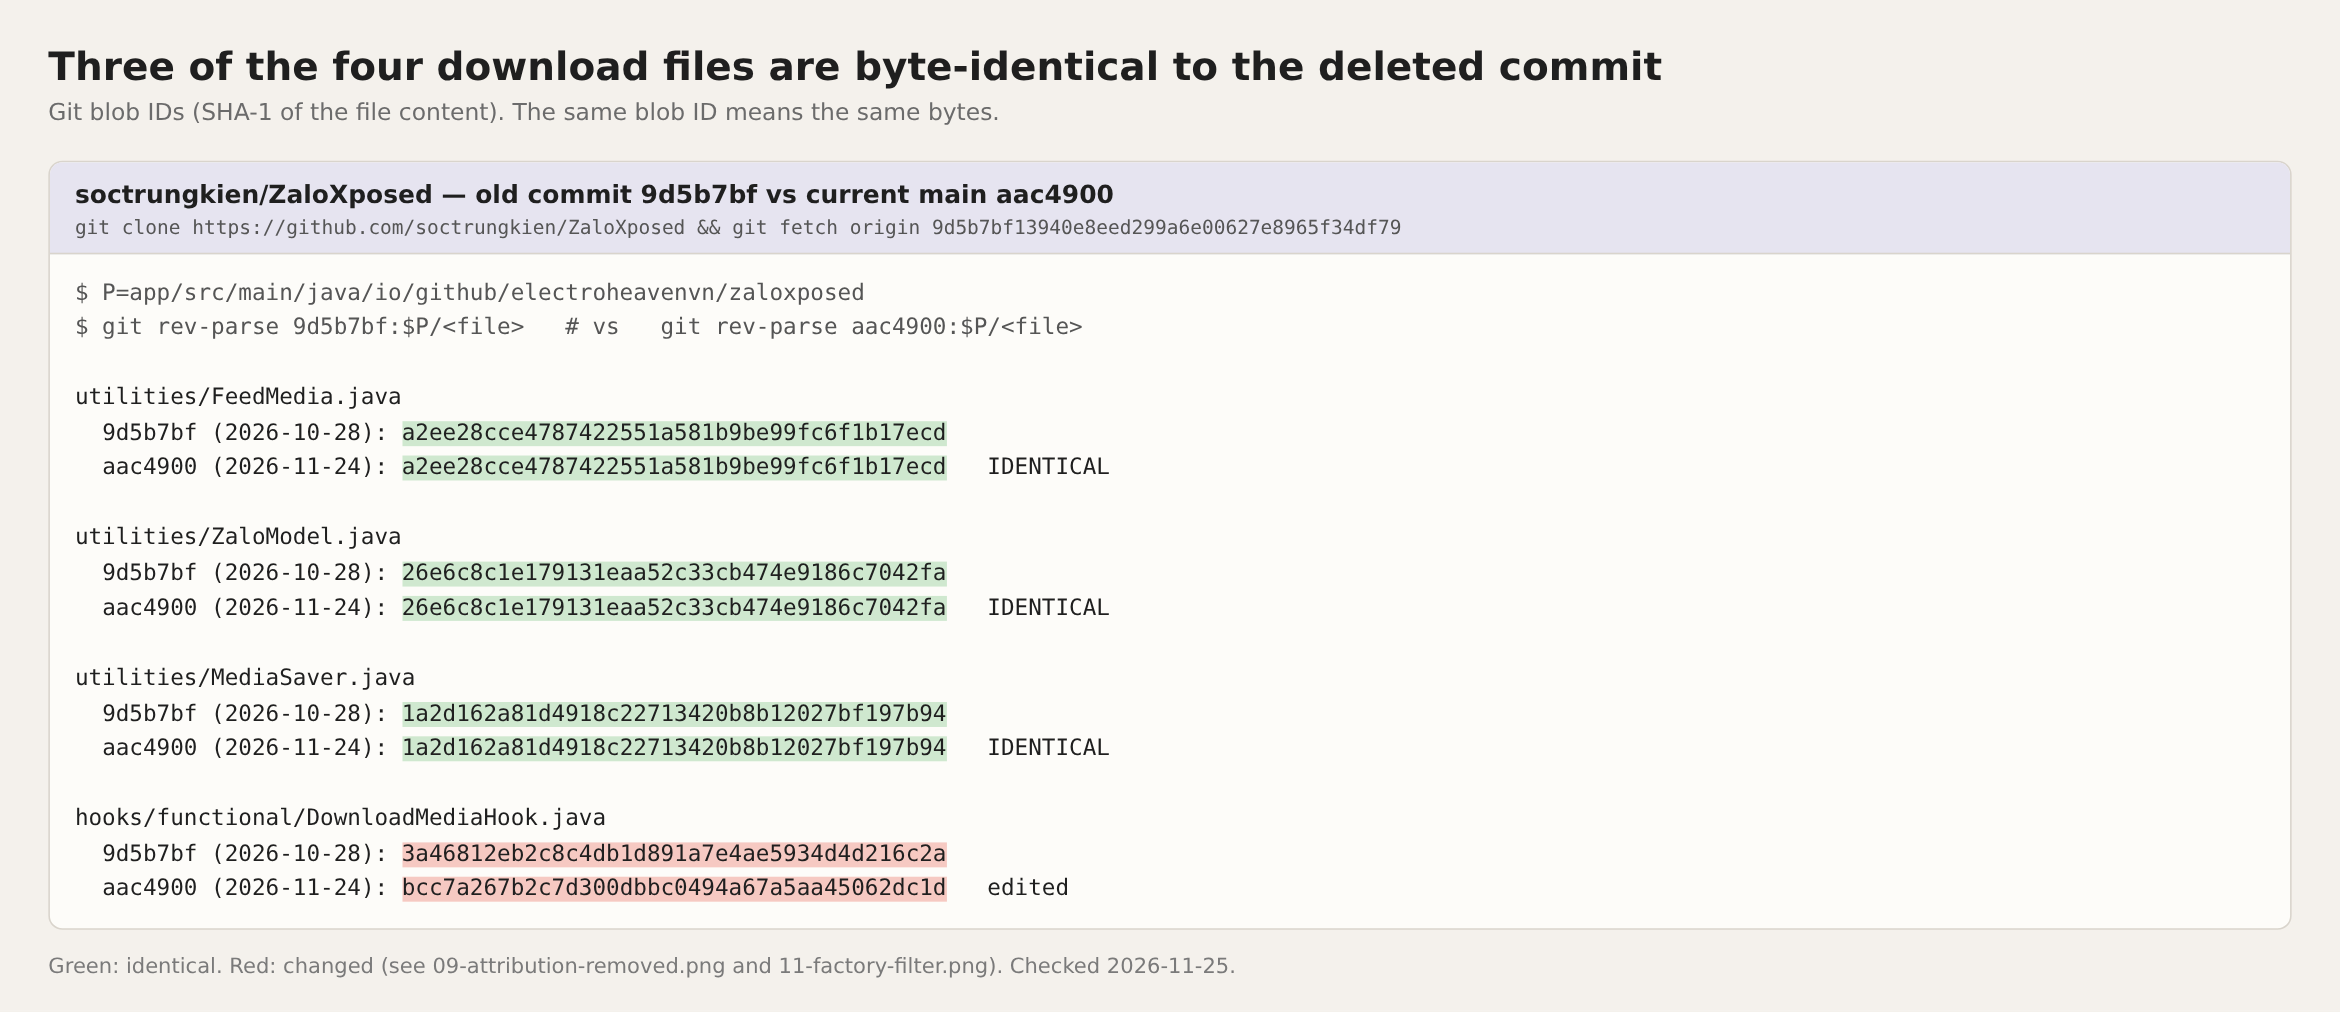 Three of the four download files are byte-identical to the deleted commit
Git blob IDs (SHA-1 of the file content). The same blob ID means the same bytes.
soctrungkien/ZaloXposed — old commit 9d5b7bf vs current main aac4900
git clone https://github.com/soctrungkien/ZaloXposed && git fetch origin 9d5b7bf13940e8eed299a6e00627e8965f34df79
$ P=app/src/main/java/io/github/electroheavenvn/zaloxposed
$ git rev-parse 9d5b7bf:$P/<file>   # vs   git rev-parse aac4900:$P/<file>
utilities/FeedMedia.java
9d5b7bf (2026-10-28): a2ee28cce4787422551a581b9be99fc6f1b17ecd
aac4900 (2026-11-24): a2ee28cce4787422551a581b9be99fc6f1b17ecd   IDENTICAL
utilities/ZaloModel.java
9d5b7bf (2026-10-28): 26e6c8c1e179131eaa52c33cb474e9186c7042fa
aac4900 (2026-11-24): 26e6c8c1e179131eaa52c33cb474e9186c7042fa   IDENTICAL
utilities/MediaSaver.java
9d5b7bf (2026-10-28): 1a2d162a81d4918c22713420b8b12027bf197b94
aac4900 (2026-11-24): 1a2d162a81d4918c22713420b8b12027bf197b94   IDENTICAL
hooks/functional/DownloadMediaHook.java
9d5b7bf (2026-10-28): 3a46812eb2c8c4db1d891a7e4ae5934d4d216c2a
aac4900 (2026-11-24): bcc7a267b2c7d300dbbc0494a67a5aa45062dc1d   edited
Green: identical. Red: changed (see 09-attribution-removed.png and 11-factory-filter.png). Checked 2026-11-25.